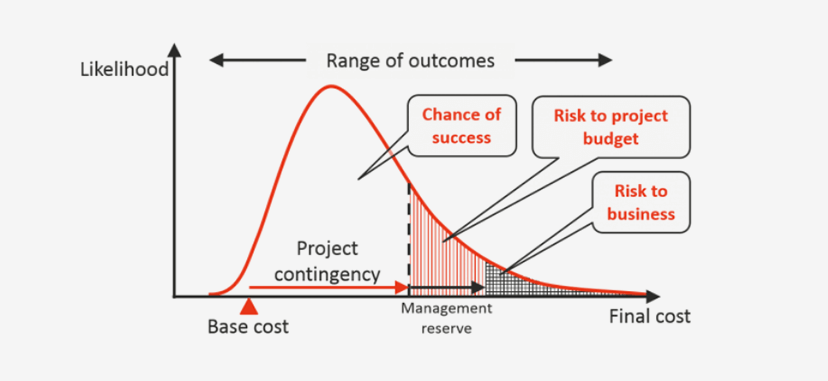 Range of outcomes
Likelihood
Chance of
success
Risk to project
budget
Risk to
business
Project
contingency
Management
reserve
Base cost
Final cost